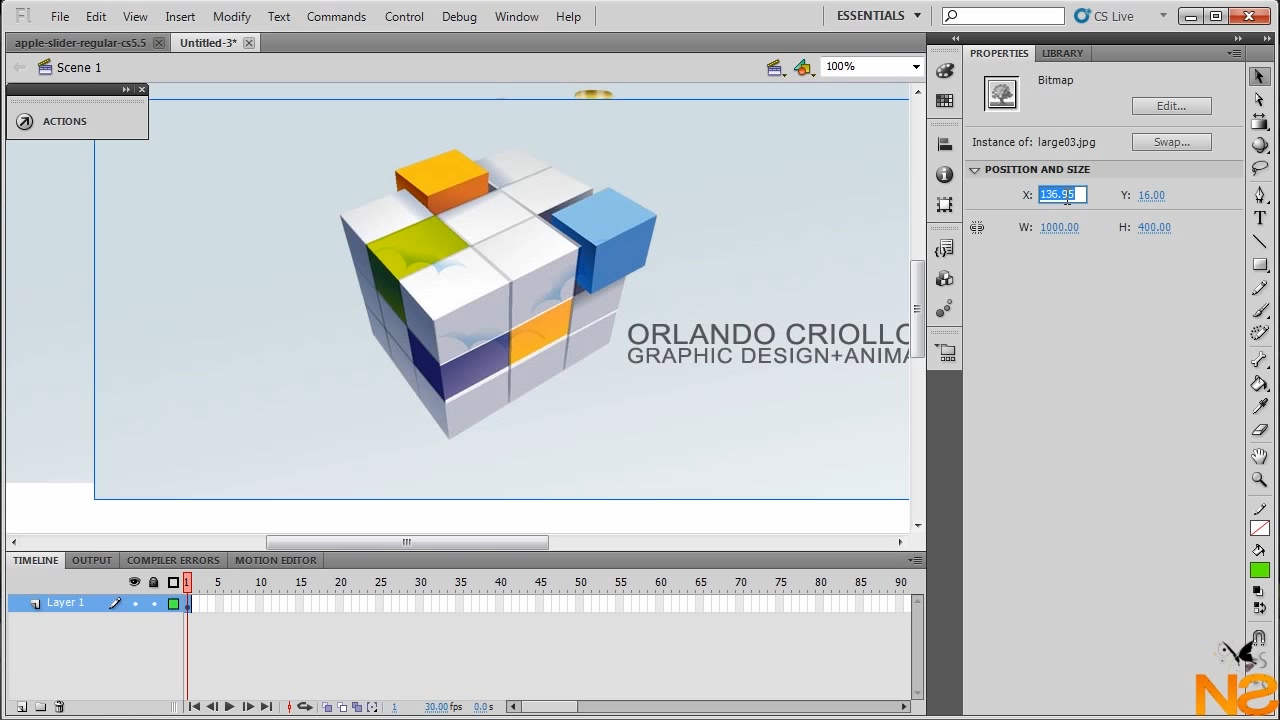 Fl File Edit View Insert Modify Text Commands Control Debug Window Help ESSENTIALS CS Live
apple-slider-regular-cs5.5 Untitled-3*
Scene 1 100%
ACTIONS
ORLANDO CRIOLLO
GRAPHIC DESIGN+ANIMA
PROPERTIES LIBRARY
Bitmap
Edit...
Instance of: large03.jpg Swap...
POSITION AND SIZE
X: 136.95 Y: 16.00
W: 1000.00 H: 400.00
TIMELINE OUTPUT COMPILER ERRORS MOTION EDITOR
1 5 10 15 20 25 30 35 40 45 50 55 60 65 70 75 80 85 90
Layer 1
1 30.00 fps 0.0 s
NS